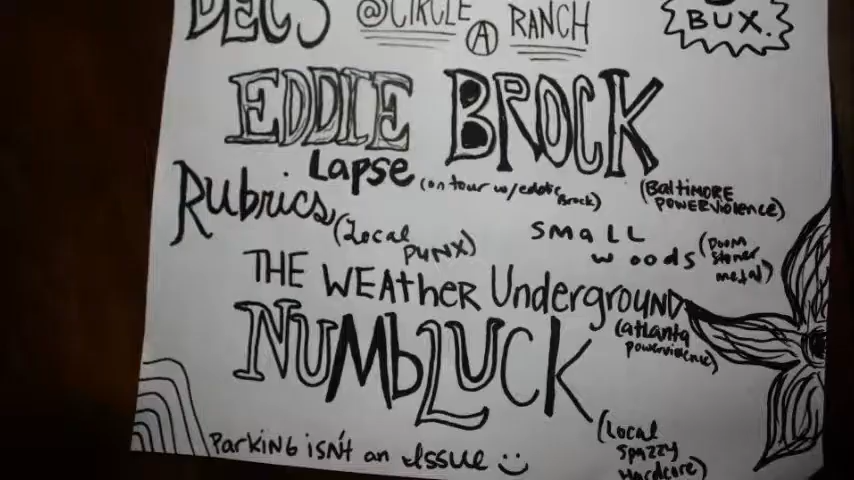 DEC 5 @CIRCLE A RANCH
BUX.
EDDIE BROCK
(Baltimore
POWERVIOLENCE)
Lapse (on tour w/eddie Brock)
Rubrics (Local
PUNX)
SMALL
woods (Doom
stoner
metal)
THE WEATHER UnderGROUND
(atlanta
powerviolence)
NUMbLUCK
(Local
SPAZZY
Hardcore)
ParKING ISN'T an Issue :)